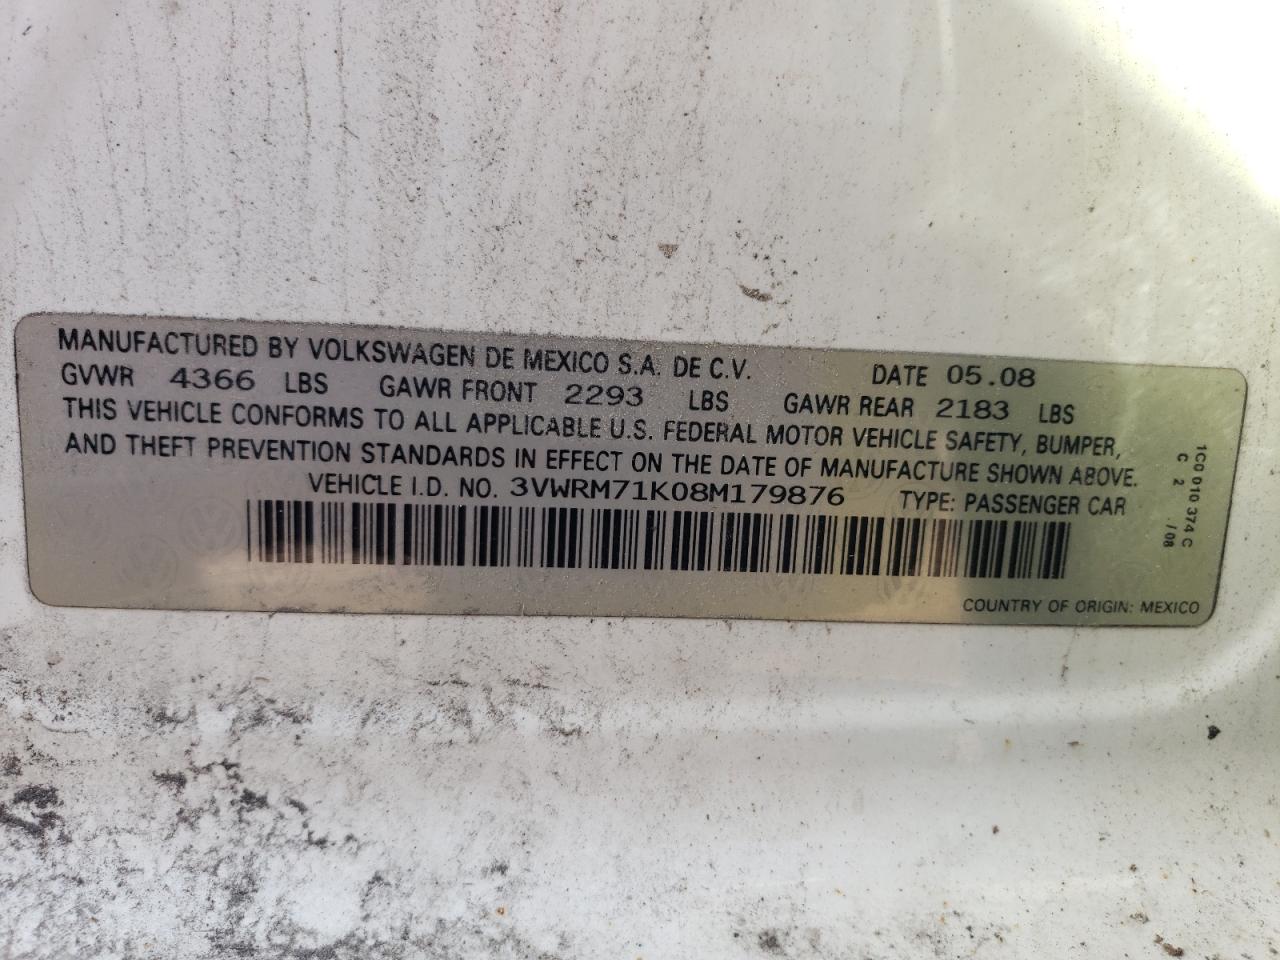 MANUFACTURED BY VOLKSWAGEN DE MEXICO S.A. DE C.V. DATE 05.08
GVWR 4366 LBS GAWR FRONT 2293 LBS GAWR REAR 2183 LBS
THIS VEHICLE CONFORMS TO ALL APPLICABLE U.S. FEDERAL MOTOR VEHICLE SAFETY, BUMPER,
AND THEFT PREVENTION STANDARDS IN EFFECT ON THE DATE OF MANUFACTURE SHOWN ABOVE.
VEHICLE I.D. NO. 3VWRM71K08M179876 TYPE: PASSENGER CAR
COUNTRY OF ORIGIN: MEXICO
1C0 010 374 C
C 2 /08